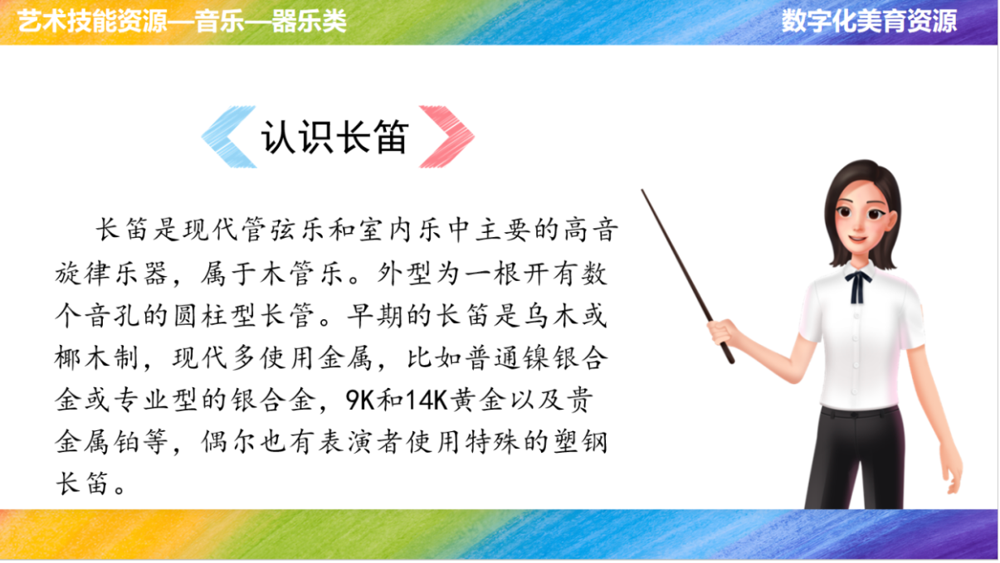 艺术技能资源—音乐—器乐类
数字化美育资源
认识长笛
长笛是现代管弦乐和室内乐中主要的高音
旋律乐器，属于木管乐。外型为一根开有数
个音孔的圆柱型长管。早期的长笛是乌木或
椰木制，现代多使用金属，比如普通镍银合
金或专业型的银合金，9K和14K黄金以及贵
金属铂等，偶尔也有表演者使用特殊的塑钢
长笛。